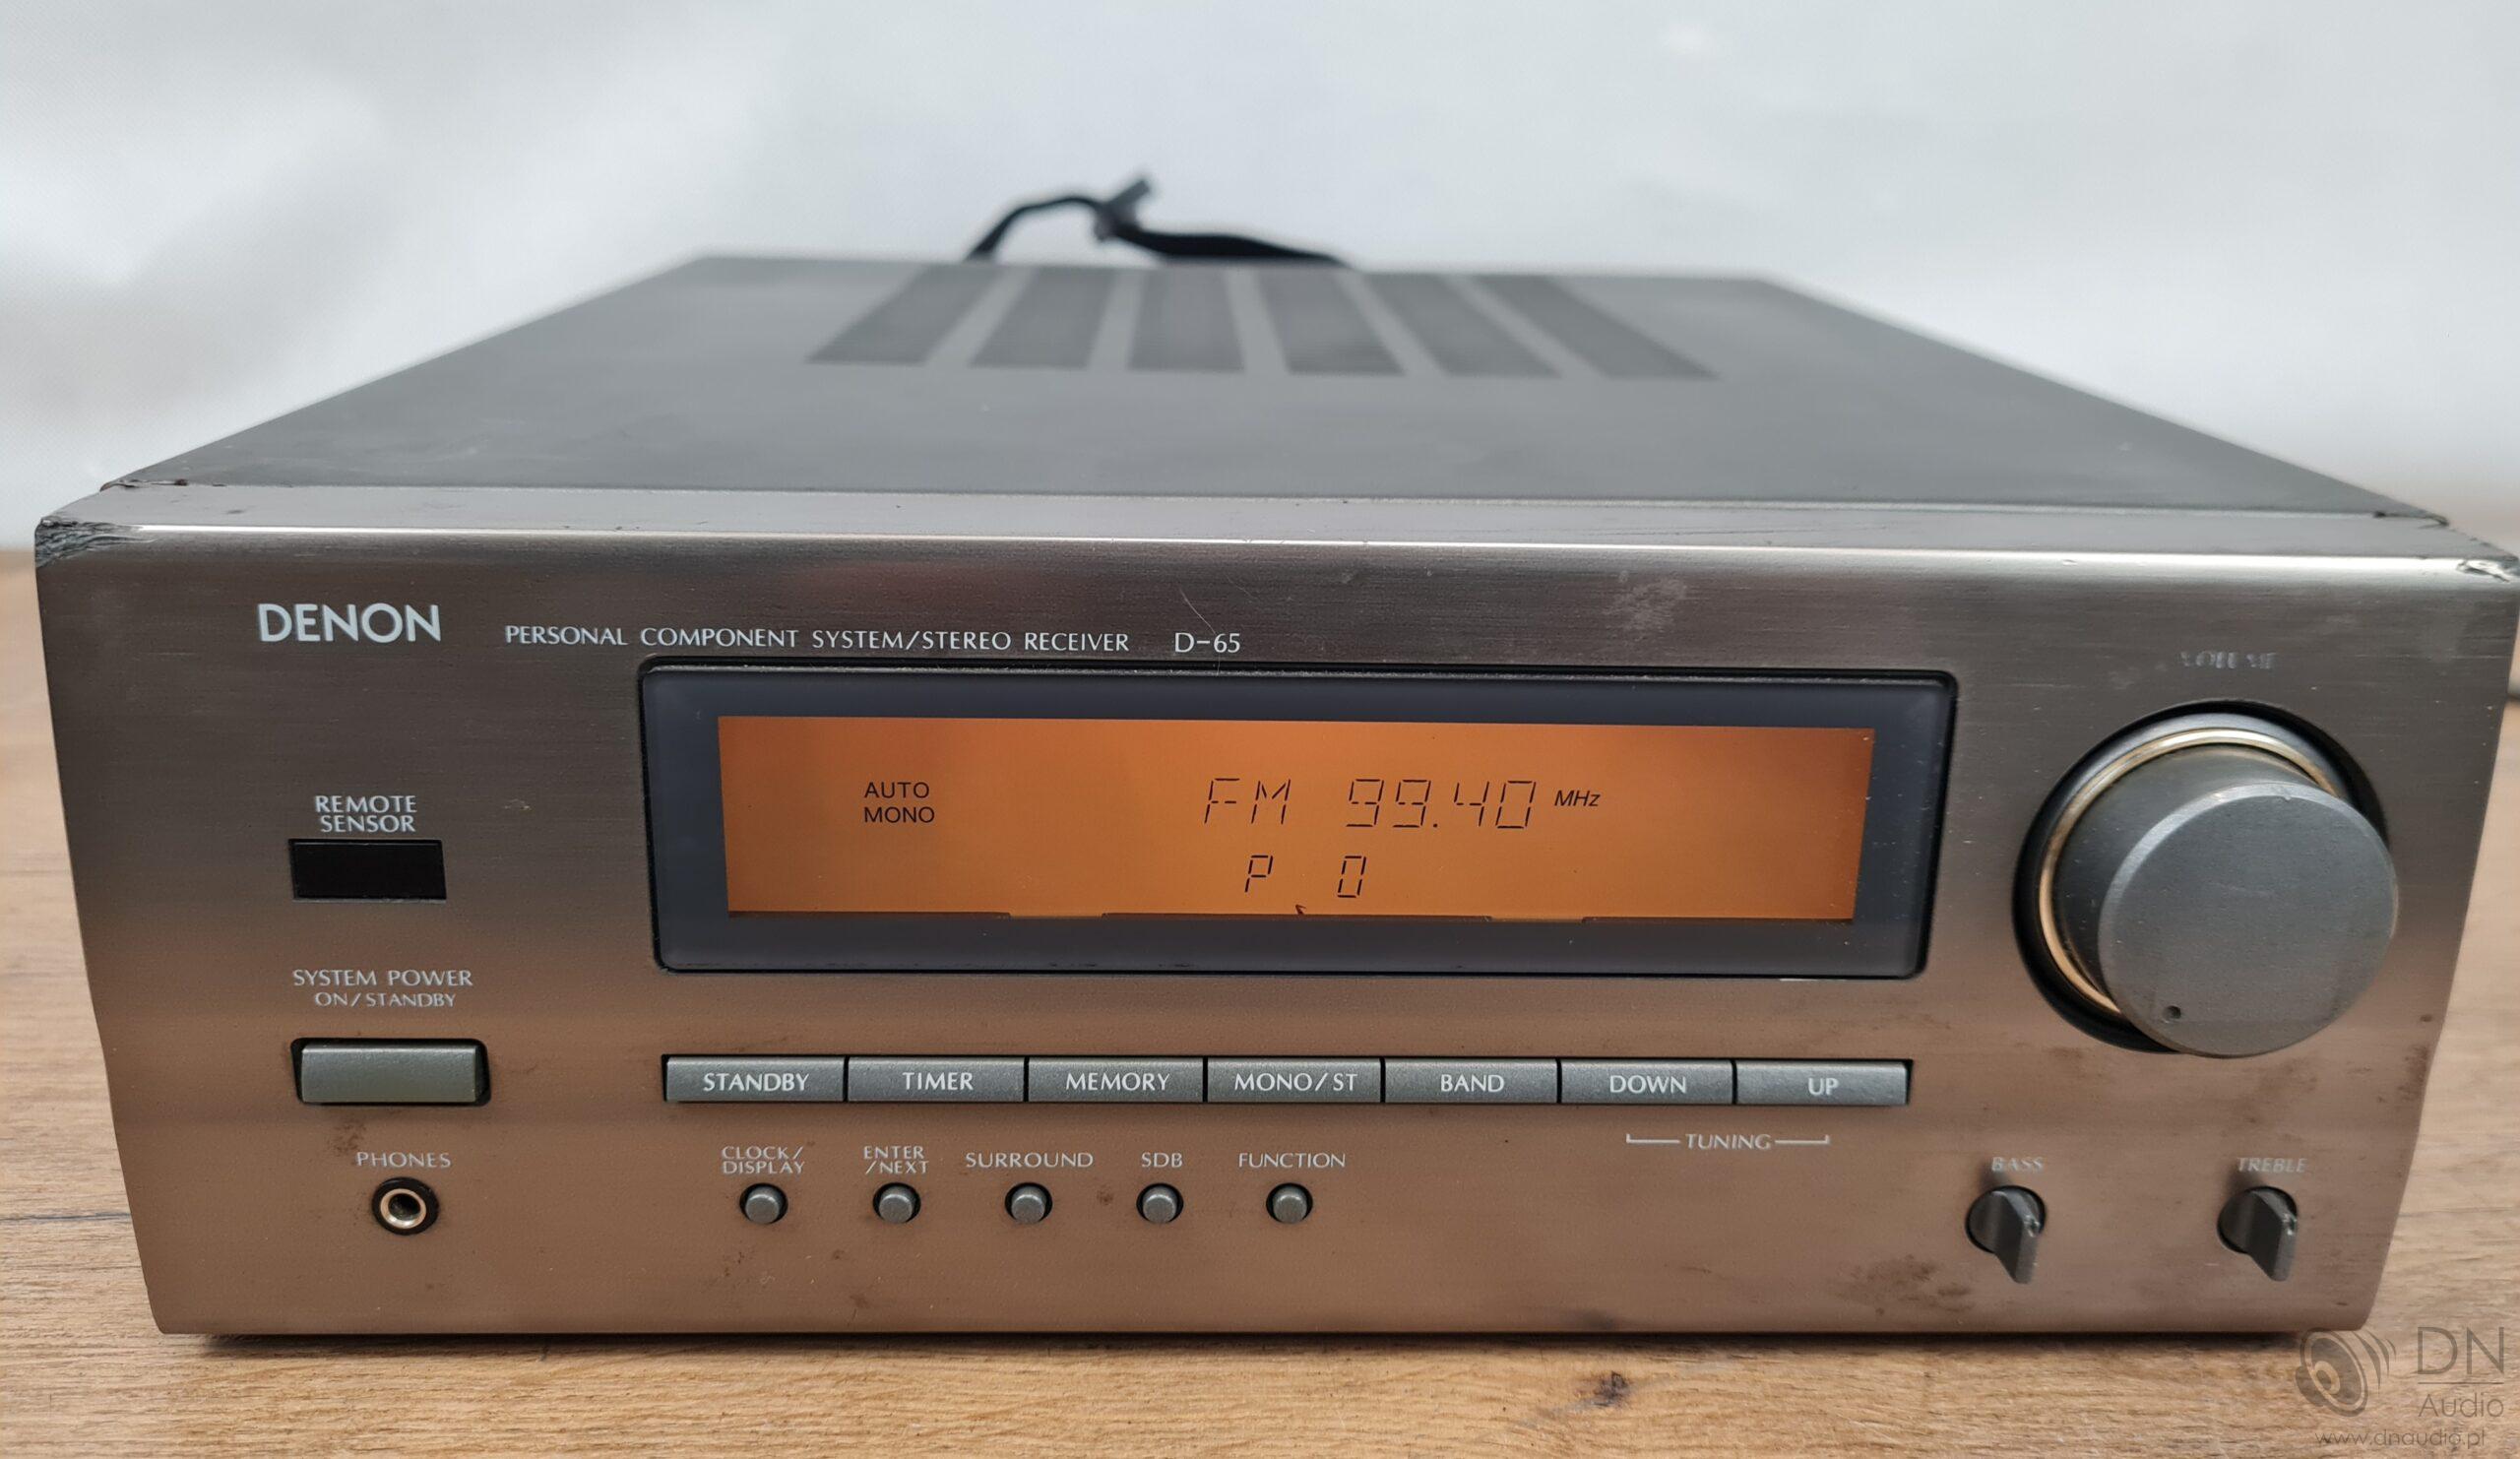 DENON
PERSONAL COMPONENT SYSTEM/STEREO RECEIVER D-65
VOLUME
REMOTE
SENSOR
AUTO
MONO
FM 99.40 MHz
P 0
SYSTEM POWER
ON/STANDBY
STANDBY
TIMER
MEMORY
MONO/ST
BAND
DOWN
UP
TUNING
PHONES
CLOCK/
DISPLAY
ENTER
/NEXT
SURROUND
SDB
FUNCTION
BASS
TREBLE
DN
Audio
www.dnaudio.pl